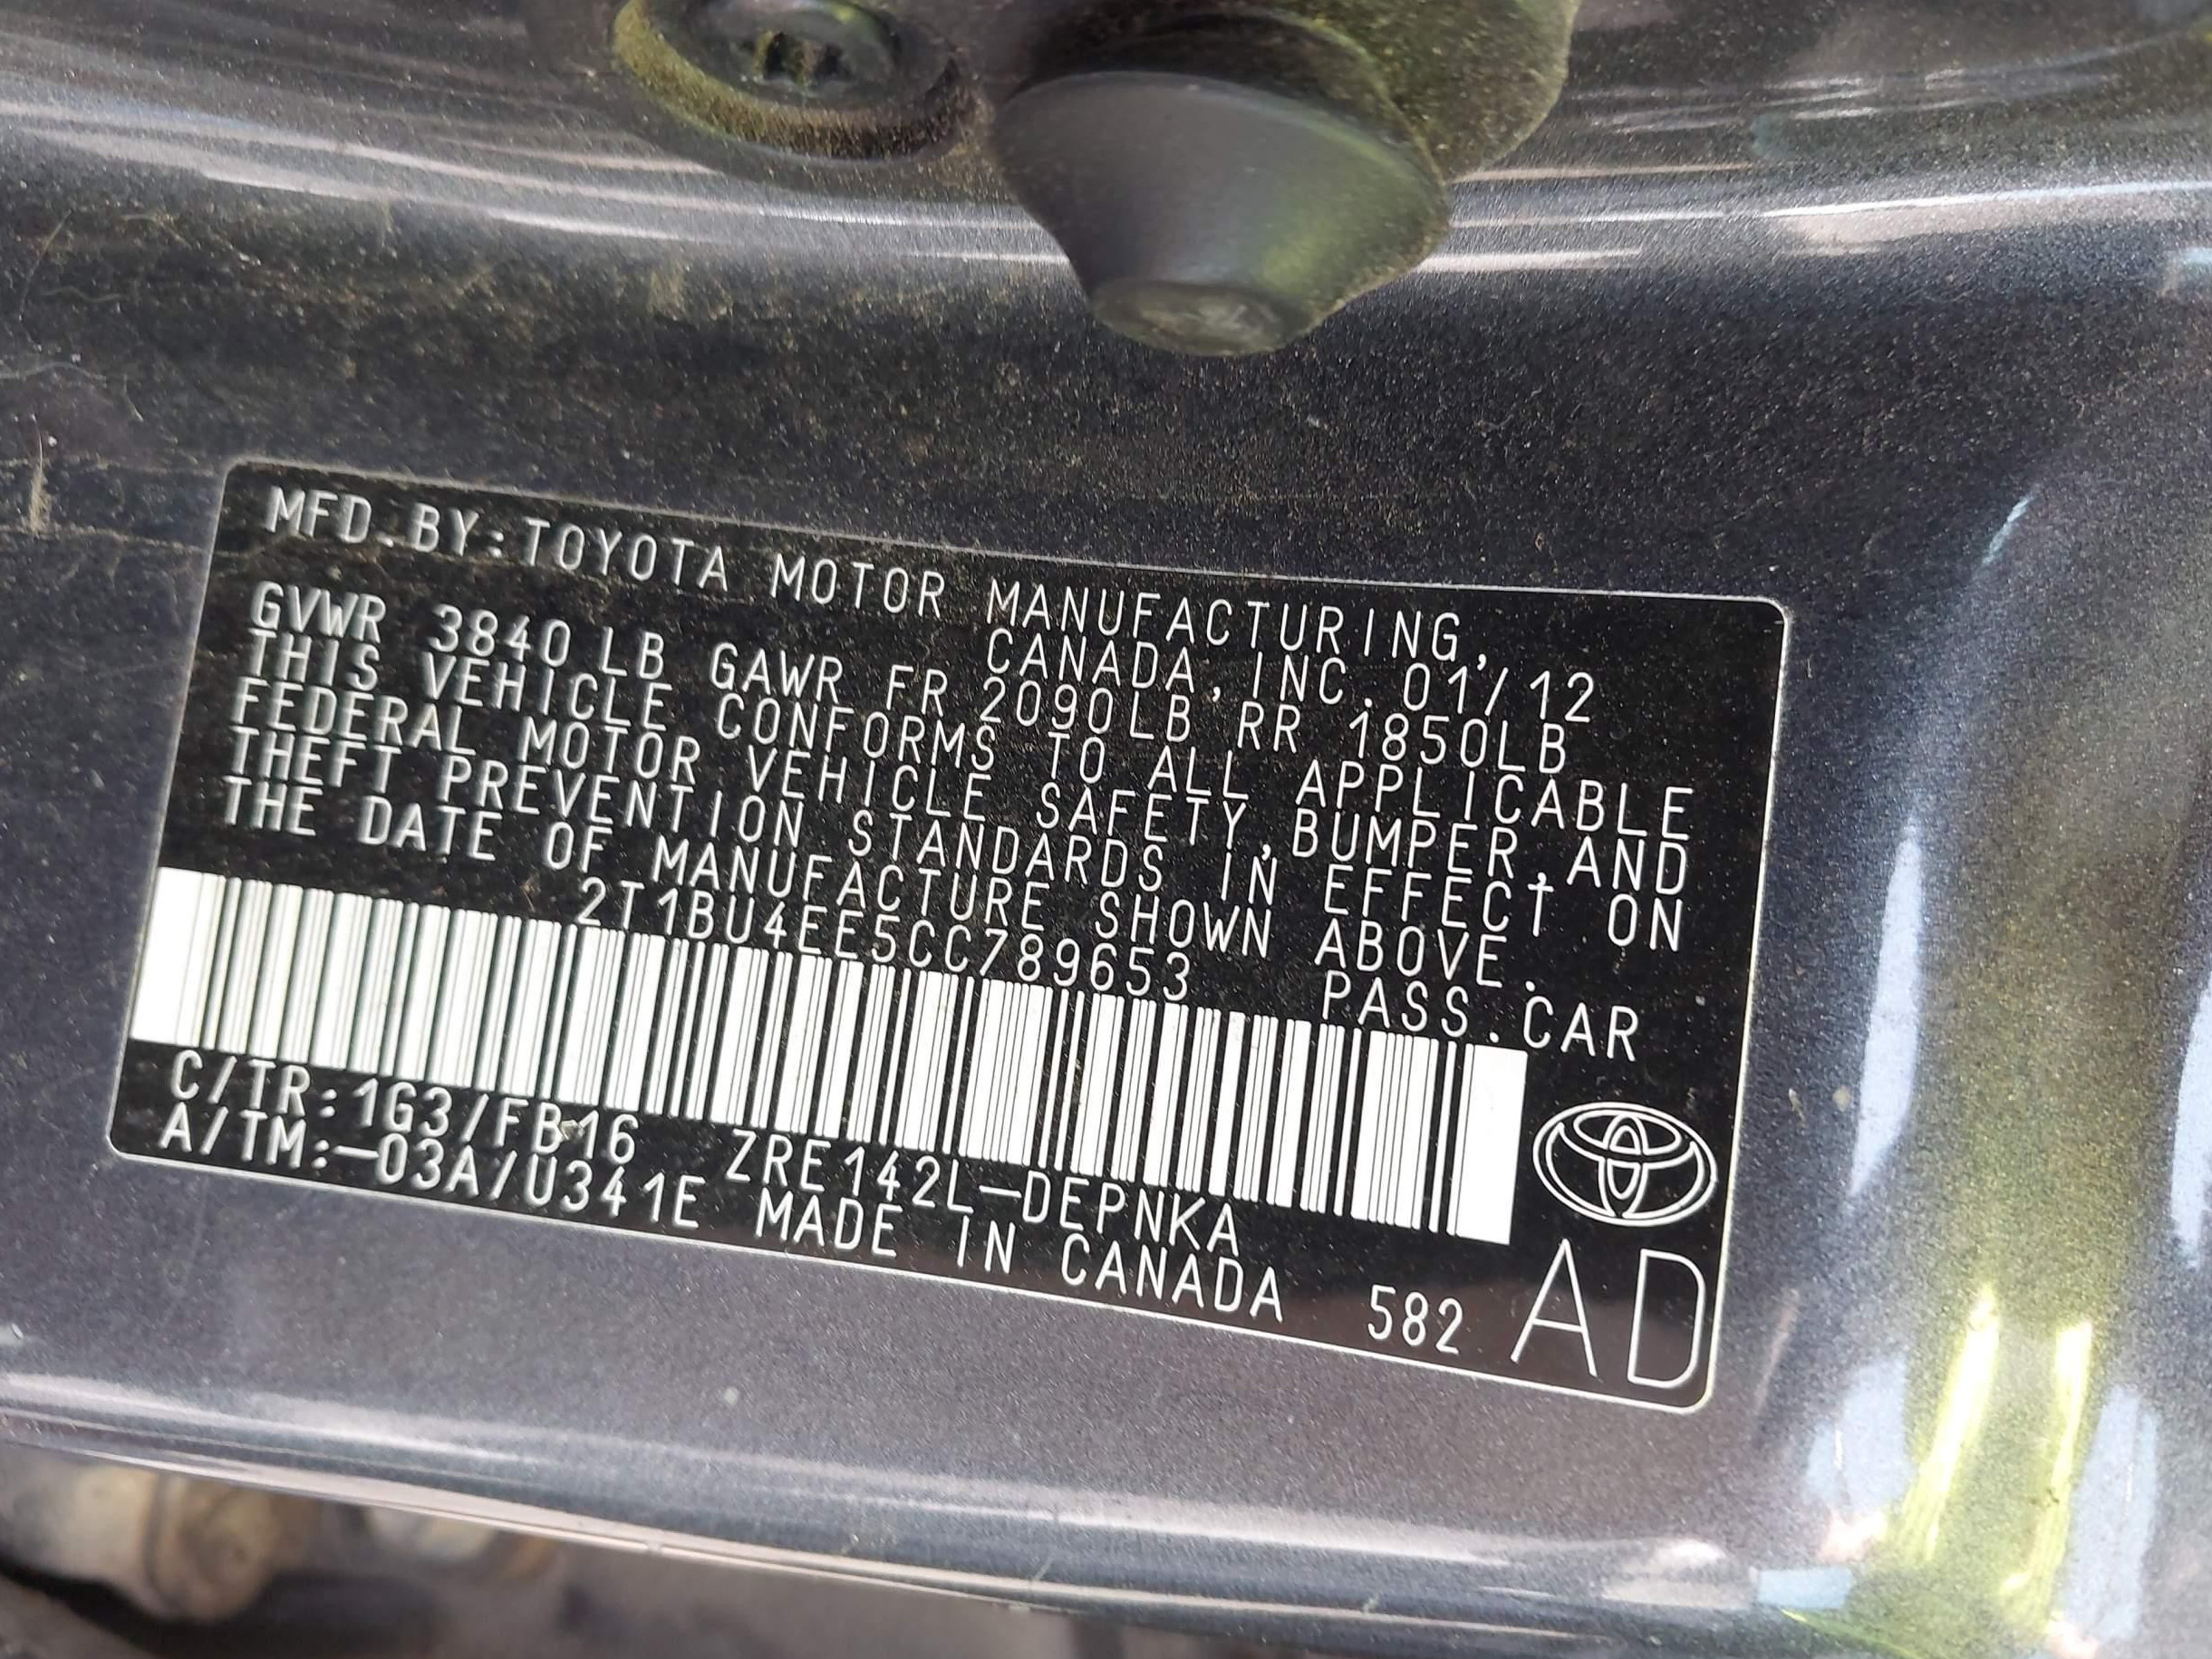 MFD.BY:TOYOTA MOTOR MANUFACTURING,
CANADA, INC. 01/12
GVWR 3840 LB GAWR FR 2090LB RR 1850LB
THIS VEHICLE CONFORMS TO ALL APPLICABLE
FEDERAL MOTOR VEHICLE SAFETY,BUMPER,AND
THEFT PREVENTION STANDARDS IN EFFECT ON
THE DATE OF MANUFACTURE SHOWN ABOVE.
2T1BU4EE5CC789653 PASS.CAR
C/TR:1G3/FB16 ZRE142L-DEPNKA
A/TM:-03A/U341E MADE IN CANADA 582
AD